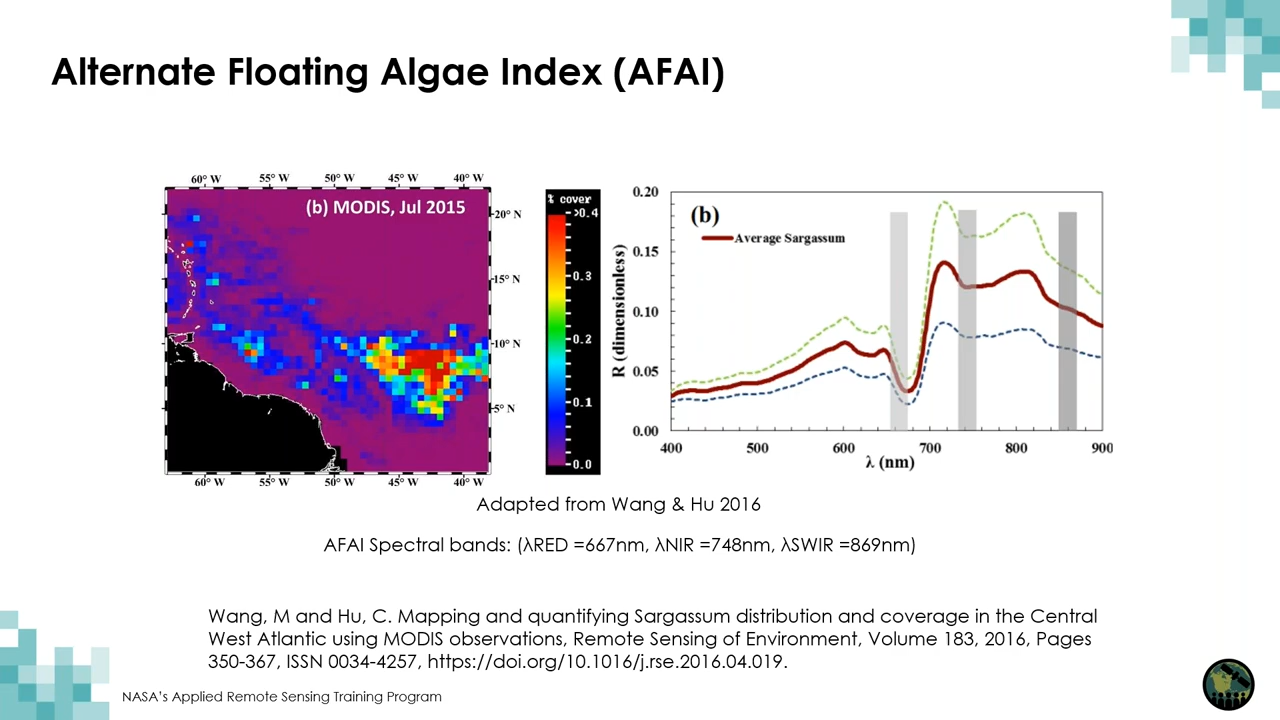 Alternate Floating Algae Index (AFAI)
60° W 55° W 50° W 45° W 40° W
(b) MODIS, Jul 2015
20° N
15° N
10° N
5° N
60° W 55° W 50° W 45° W 40° W
% cover
>0.4
0.3
0.2
0.1
0.0
R (dimensionless)
0.20
0.15
0.10
0.05
0.00
(b)
Average Sargassum
400 500 600 700 800 900
λ (nm)
Adapted from Wang & Hu 2016
AFAI Spectral bands: (λRED =667nm, λNIR =748nm, λSWIR =869nm)
Wang, M and Hu, C. Mapping and quantifying Sargassum distribution and coverage in the Central
West Atlantic using MODIS observations, Remote Sensing of Environment, Volume 183, 2016, Pages
350-367, ISSN 0034-4257, https://doi.org/10.1016/j.rse.2016.04.019.
NASA's Applied Remote Sensing Training Program